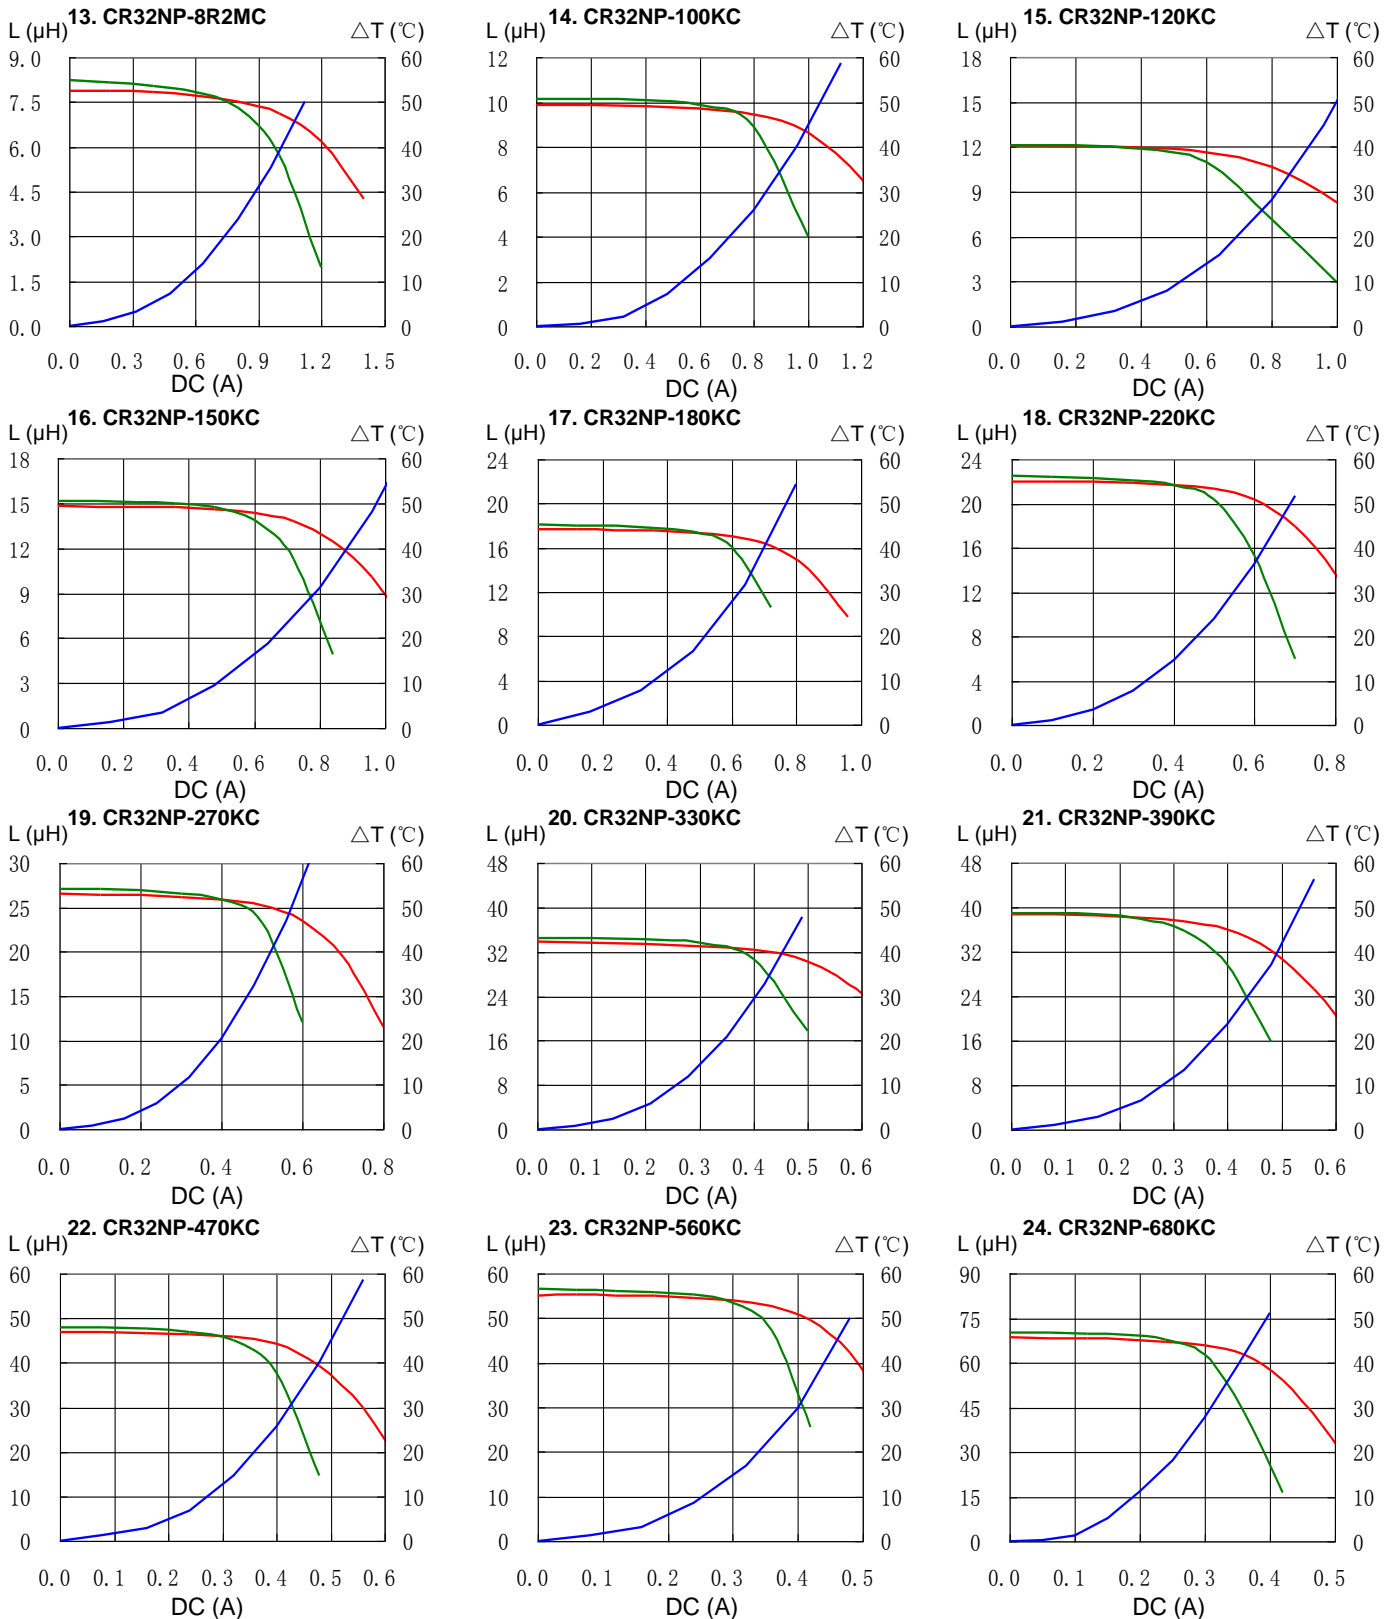 13. CR32NP-8R2MC
L (µH)
△T (℃)
9.0
7.5
6.0
4.5
3.0
1.5
0.0
60
50
40
30
20
10
0
0.0 0.3 0.6 0.9 1.2 1.5
DC (A)
14. CR32NP-100KC
L (µH)
△T (℃)
12
10
8
6
4
2
0
60
50
40
30
20
10
0
0.0 0.2 0.4 0.6 0.8 1.0 1.2
DC (A)
15. CR32NP-120KC
L (µH)
△T (℃)
18
15
12
9
6
3
0
60
50
40
30
20
10
0
0.0 0.2 0.4 0.6 0.8 1.0
DC (A)
16. CR32NP-150KC
L (µH)
△T (℃)
18
15
12
9
6
3
0
60
50
40
30
20
10
0
0.0 0.2 0.4 0.6 0.8 1.0
DC (A)
17. CR32NP-180KC
L (µH)
△T (℃)
24
20
16
12
8
4
0
60
50
40
30
20
10
0
0.0 0.2 0.4 0.6 0.8 1.0
DC (A)
18. CR32NP-220KC
L (µH)
△T (℃)
24
20
16
12
8
4
0
60
50
40
30
20
10
0
0.0 0.2 0.4 0.6 0.8
DC (A)
19. CR32NP-270KC
L (µH)
△T (℃)
30
25
20
15
10
5
0
60
50
40
30
20
10
0
0.0 0.2 0.4 0.6 0.8
DC (A)
20. CR32NP-330KC
L (µH)
△T (℃)
48
40
32
24
16
8
0
60
50
40
30
20
10
0
0.0 0.1 0.2 0.3 0.4 0.5 0.6
DC (A)
21. CR32NP-390KC
L (µH)
△T (℃)
48
40
32
24
16
8
0
60
50
40
30
20
10
0
0.0 0.1 0.2 0.3 0.4 0.5 0.6
DC (A)
22. CR32NP-470KC
L (µH)
△T (℃)
60
50
40
30
20
10
0
60
50
40
30
20
10
0
0.0 0.1 0.2 0.3 0.4 0.5 0.6
DC (A)
23. CR32NP-560KC
L (µH)
△T (℃)
60
50
40
30
20
10
0
60
50
40
30
20
10
0
0.0 0.1 0.2 0.3 0.4 0.5
DC (A)
24. CR32NP-680KC
L (µH)
△T (℃)
90
75
60
45
30
15
0
60
50
40
30
20
10
0
0.0 0.1 0.2 0.3 0.4 0.5
DC (A)